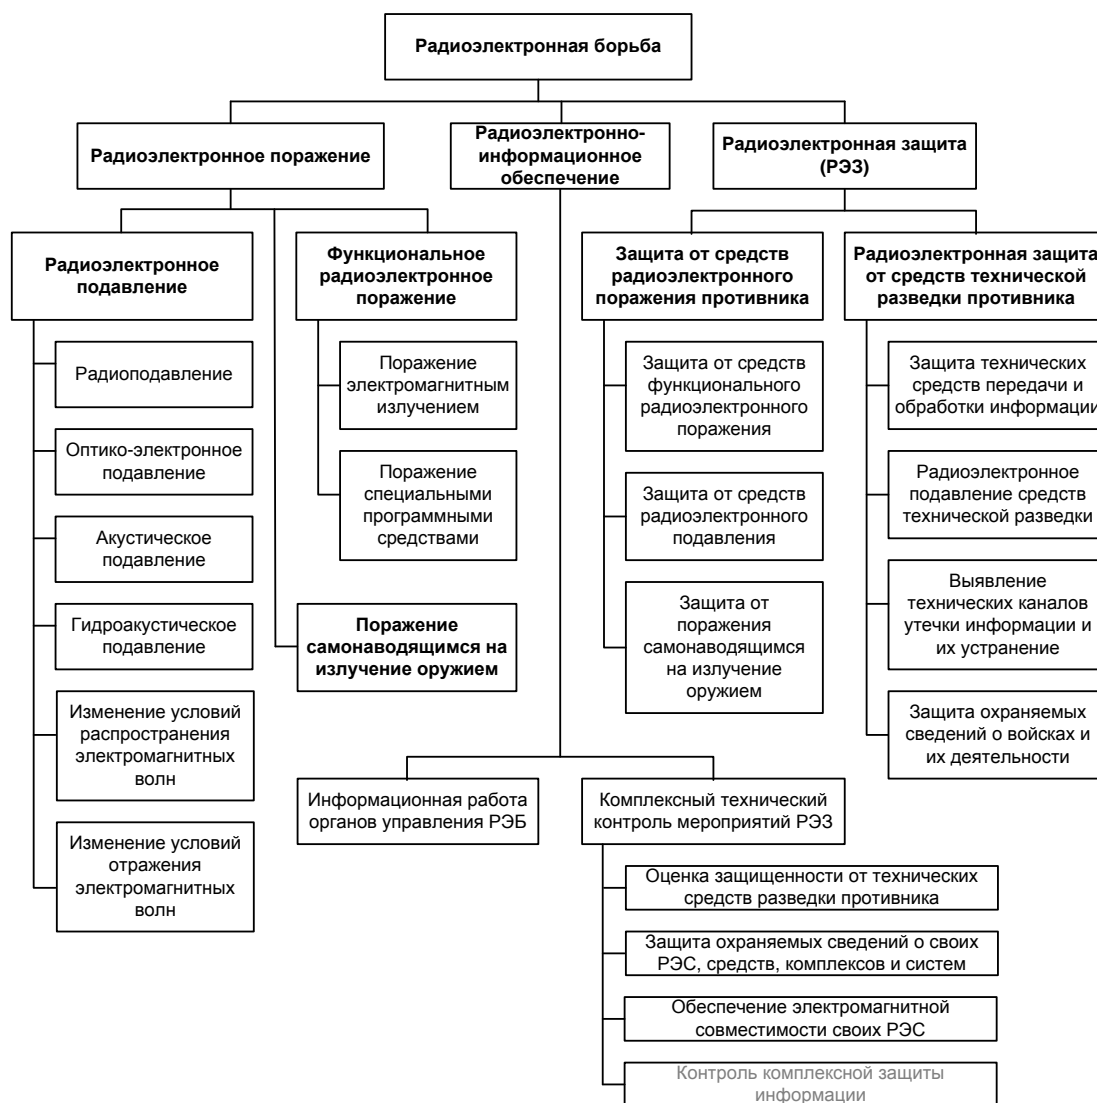 Радиоэлектронная борьба
Радиоэлектронное поражение
Радиоэлектронно-
информационное
обеспечение
Радиоэлектронная защита
(РЭЗ)
Радиоэлектронное
подавление
Функциональное
радиоэлектронное
поражение
Защита от средств
радиоэлектронного
поражения противника
Радиоэлектронная защита
от средств технической
разведки противника
Радиоподавление
Оптико-электронное
подавление
Акустическое
подавление
Гидроакустическое
подавление
Изменение условий
распространения
электромагнитных
волн
Изменение условий
отражения
электромагнитных
волн
Поражение
электромагнитным
излучением
Поражение
специальными
программными
средствами
Поражение
самонаводящимся на
излучение оружием
Защита от средств
функционального
радиоэлектронного
поражения
Защита от средств
радиоэлектронного
подавления
Защита от
поражения
самонаводящимся
на излучение
оружием
Защита технических
средств передачи и
обработки информации
Радиоэлектронное
подавление средств
технической разведки
Выявление
технических каналов
утечки информации и
их устранение
Защита охраняемых
сведений о войсках и
их деятельности
Информационная работа
органов управления РЭБ
Комплексный технический
контроль мероприятий РЭЗ
Оценка защищенности от технических
средств разведки противника
Защита охраняемых сведений о своих
РЭС, средств, комплексов и систем
Обеспечение электромагнитной
совместимости своих РЭС
Контроль комплексной защиты
информации